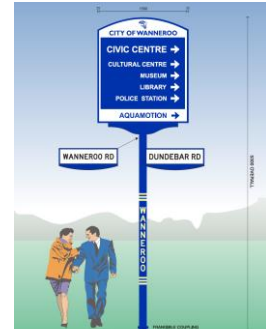 CITY OF WANNEROO
CIVIC CENTRE →
CULTURAL CENTRE →
MUSEUM →
LIBRARY →
POLICE STATION →
AQUAMOTION →
WANNEROO RD
DUNDEBAR RD
WANNEROO